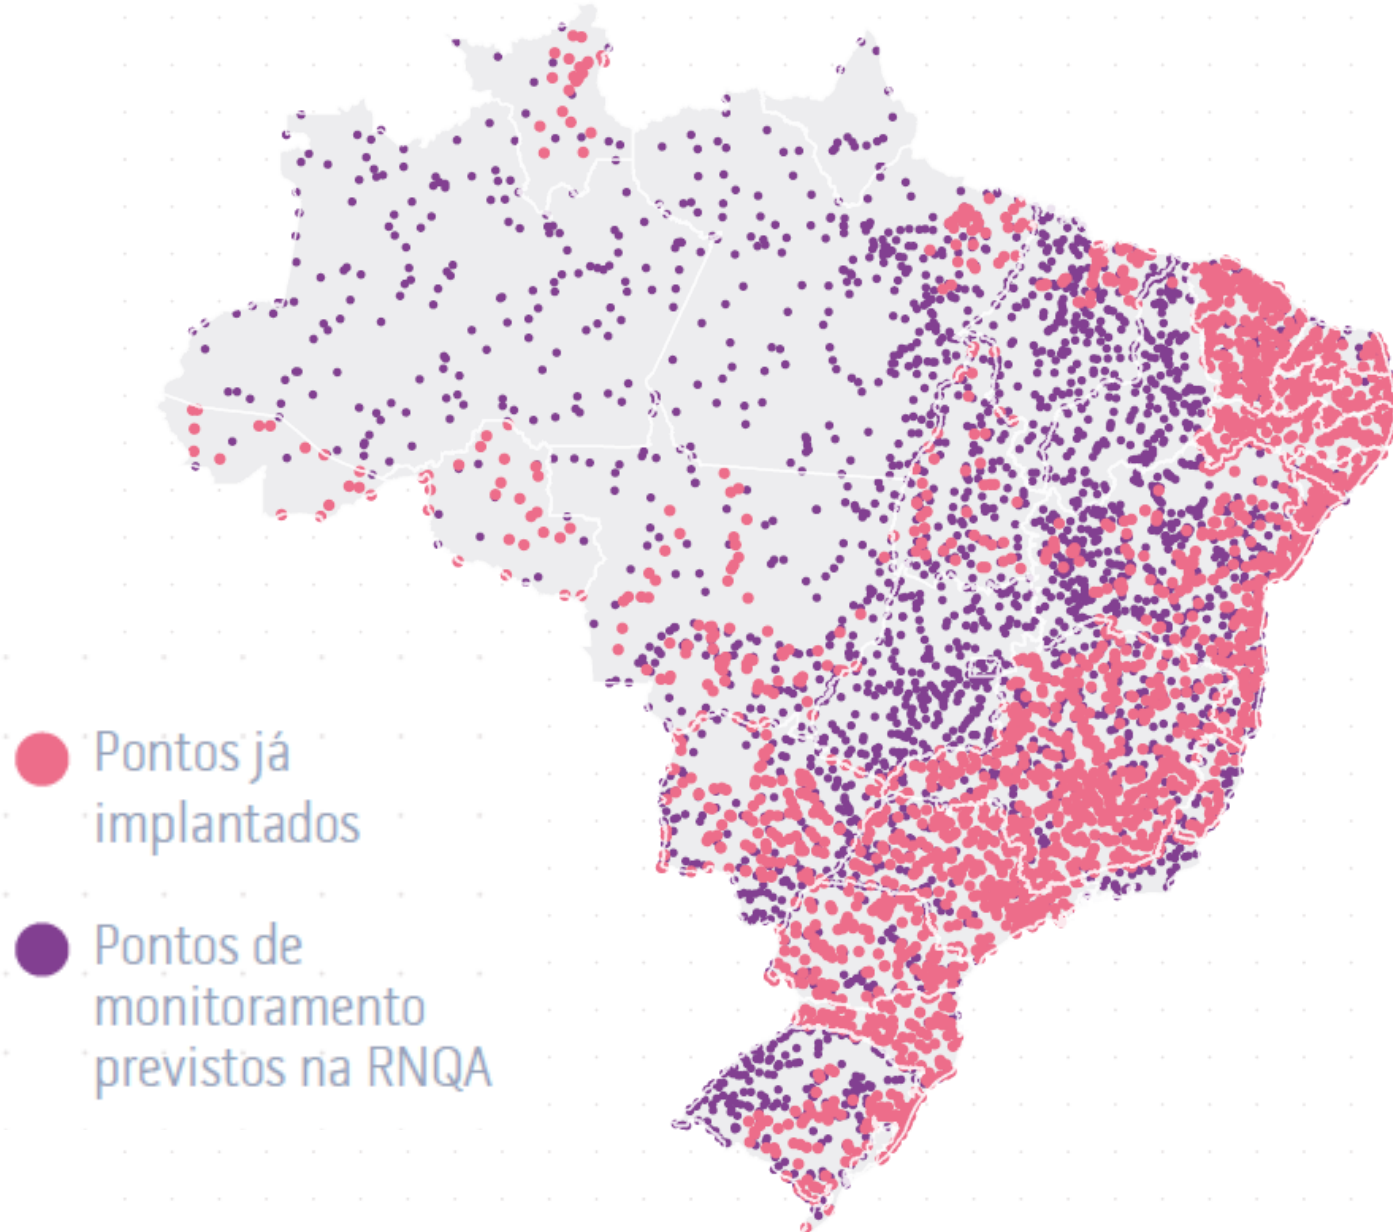 Pontos já
implantados
Pontos de
monitoramento
previstos na RNQA